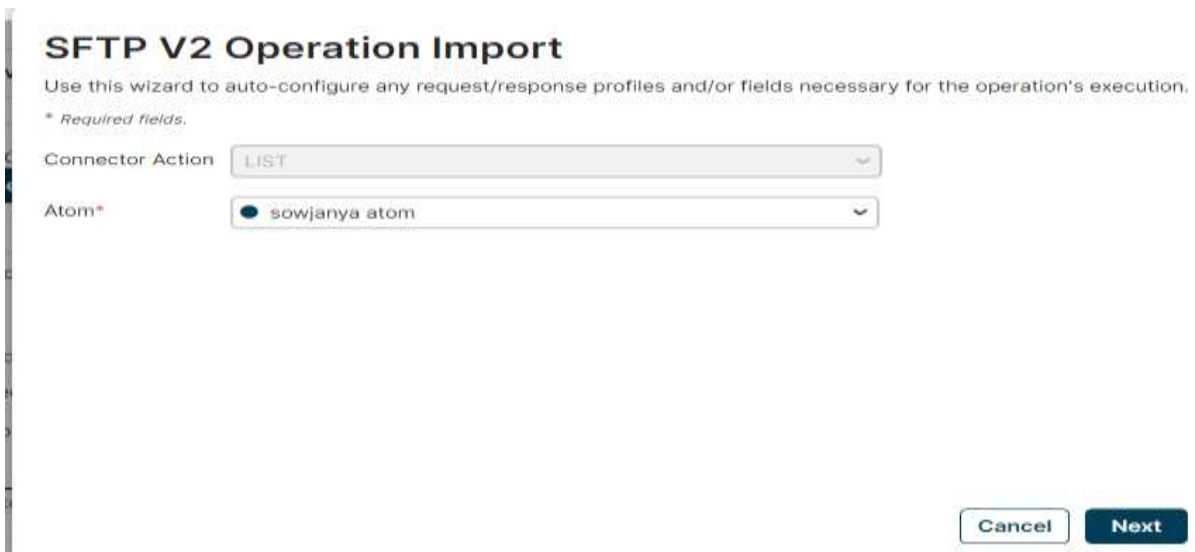 SFTP V2 Operation Import
Use this wizard to auto-configure any request/response profiles and/or fields necessary for the operation's execution.
* Required fields.
Connector Action LIST
Atom* sowjanya atom
Cancel Next